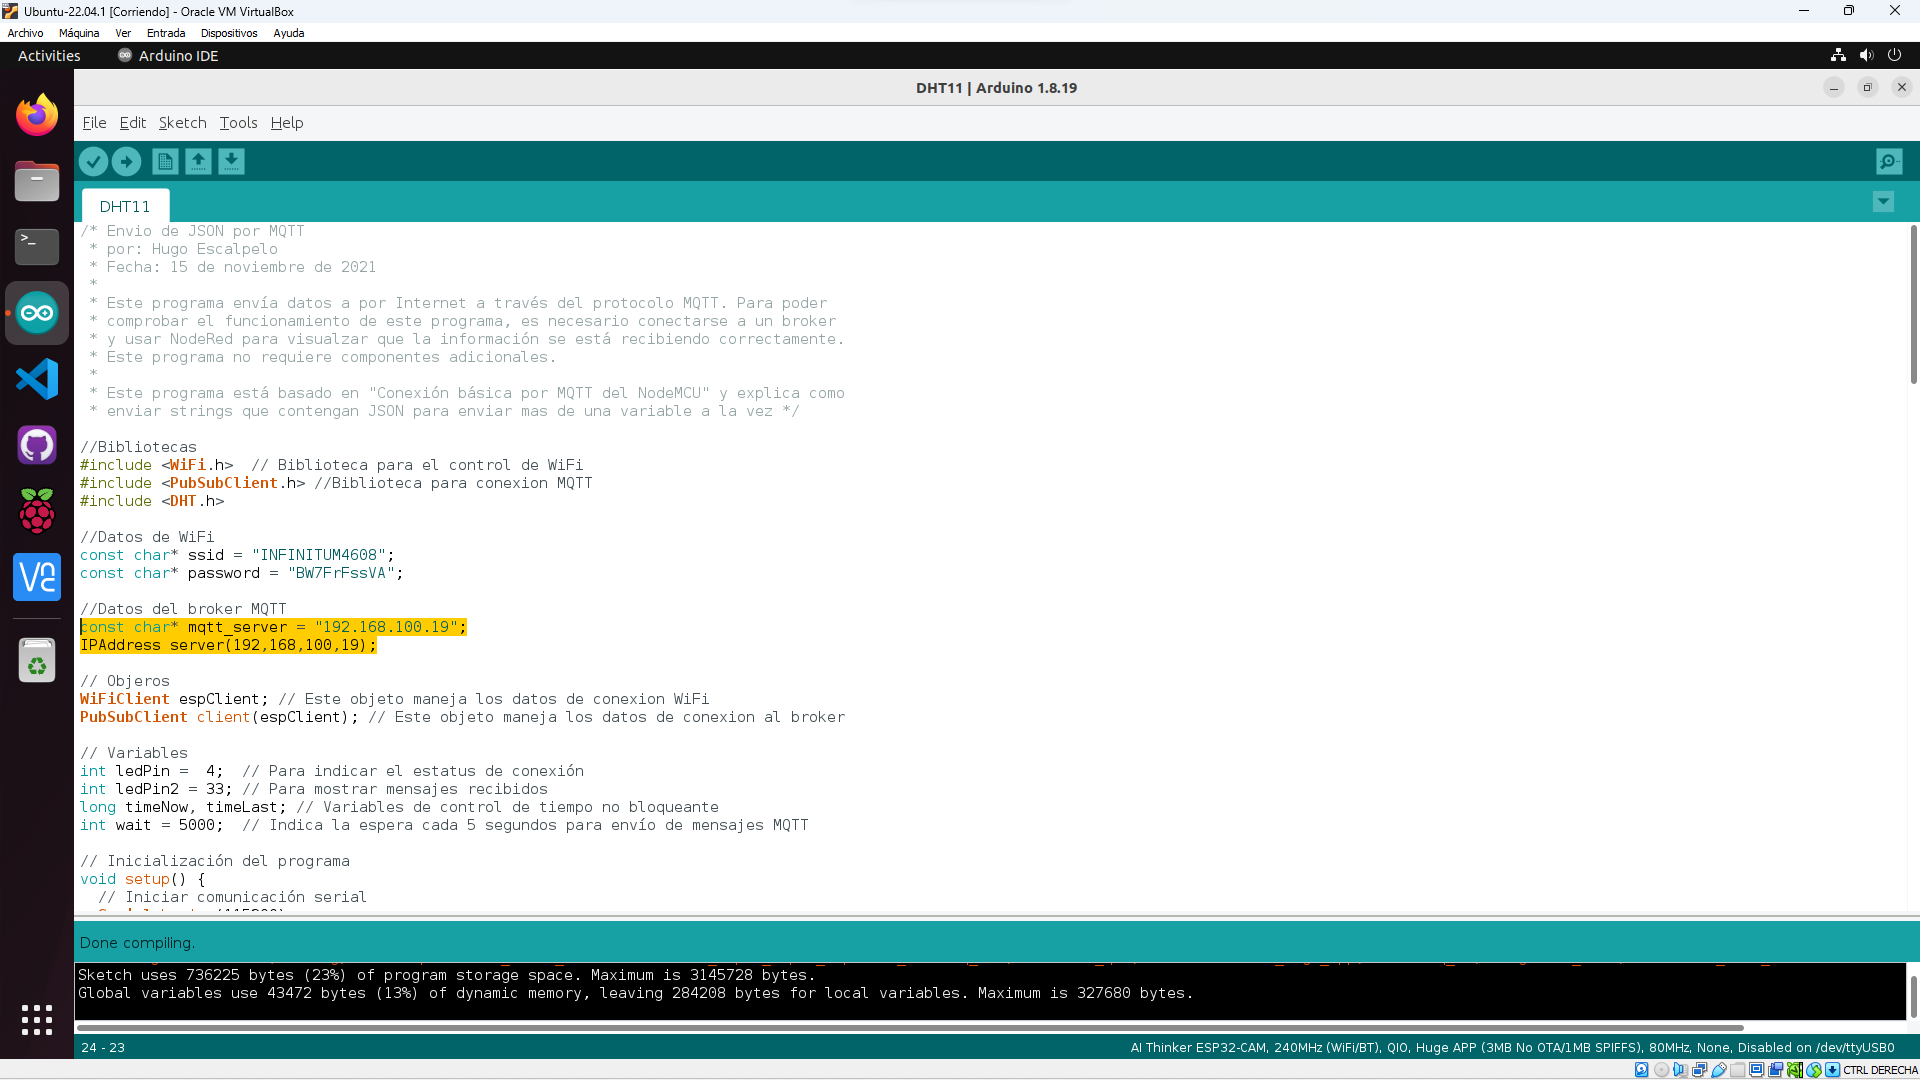 Ubuntu-22.04.1 [Corriendo] - Oracle VM VirtualBox
Archivo Máquina Ver Entrada Dispositivos Ayuda
Activities Arduino IDE
DHT11 | Arduino 1.8.19
File Edit Sketch Tools Help
DHT11
/* Envio de JSON por MQTT
* por: Hugo Escalpelo
* Fecha: 15 de noviembre de 2021
*
* Este programa envía datos a por Internet a través del protocolo MQTT. Para poder
* comprobar el funcionamiento de este programa, es necesario conectarse a un broker
* y usar NodeRed para visualzar que la información se está recibiendo correctamente.
* Este programa no requiere componentes adicionales.
*
* Este programa está basado en "Conexión básica por MQTT del NodeMCU" y explica como
* enviar strings que contengan JSON para enviar mas de una variable a la vez */
//Bibliotecas
#include <WiFi.h>  // Biblioteca para el control de WiFi
#include <PubSubClient.h> //Biblioteca para conexion MQTT
#include <DHT.h>
//Datos de WiFi
const char* ssid = "INFINITUM4608";
const char* password = "BW7FrFssVA";
//Datos del broker MQTT
const char* mqtt_server = "192.168.100.19";
IPAddress server(192,168,100,19);
// Objeros
WiFiClient espClient; // Este objeto maneja los datos de conexion WiFi
PubSubClient client(espClient); // Este objeto maneja los datos de conexion al broker
// Variables
int ledPin =  4;  // Para indicar el estatus de conexión
int ledPin2 = 33; // Para mostrar mensajes recibidos
long timeNow, timeLast; // Variables de control de tiempo no bloqueante
int wait = 5000;  // Indica la espera cada 5 segundos para envío de mensajes MQTT
// Inicialización del programa
void setup() {
// Iniciar comunicación serial
Done compiling.
Sketch uses 736225 bytes (23%) of program storage space. Maximum is 3145728 bytes.
Global variables use 43472 bytes (13%) of dynamic memory, leaving 284208 bytes for local variables. Maximum is 327680 bytes.
24 - 23
AI Thinker ESP32-CAM, 240MHz (WiFi/BT), QIO, Huge APP (3MB No OTA/1MB SPIFFS), 80MHz, None, Disabled on /dev/ttyUSB0
CTRL DERECHA